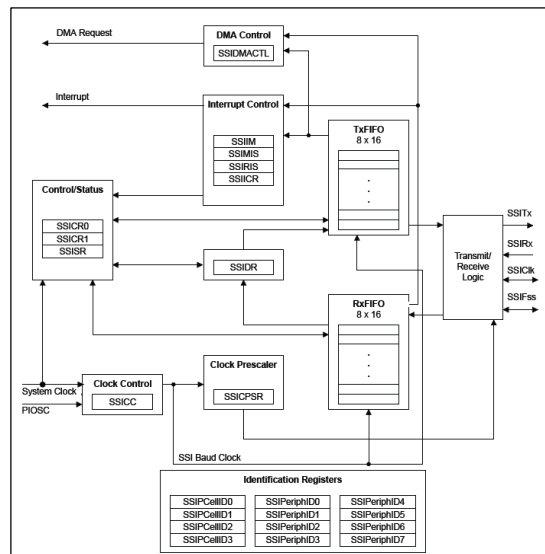 DMA Request
DMA Control
SSIDMACTL
Interrupt
Interrupt Control
SSIIM
SSIMIS
SSIRIS
SSIICR
TxFIFO
8 x 16
.
.
.
Control/Status
SSICR0
SSICR1
SSISR
SSIDR
Transmit/
Receive
Logic
SSITx
SSIRx
SSIClk
SSIFss
RxFIFO
8 x 16
.
.
.
System Clock
PIOSC
Clock Control
SSICC
Clock Prescaler
SSICPSR
SSI Baud Clock
Identification Registers
SSIPCellID0
SSIPCellID1
SSIPCellID2
SSIPCellID3
SSIPeriphID0
SSIPeriphID1
SSIPeriphID2
SSIPeriphID3
SSIPeriphID4
SSIPeriphID5
SSIPeriphID6
SSIPeriphID7